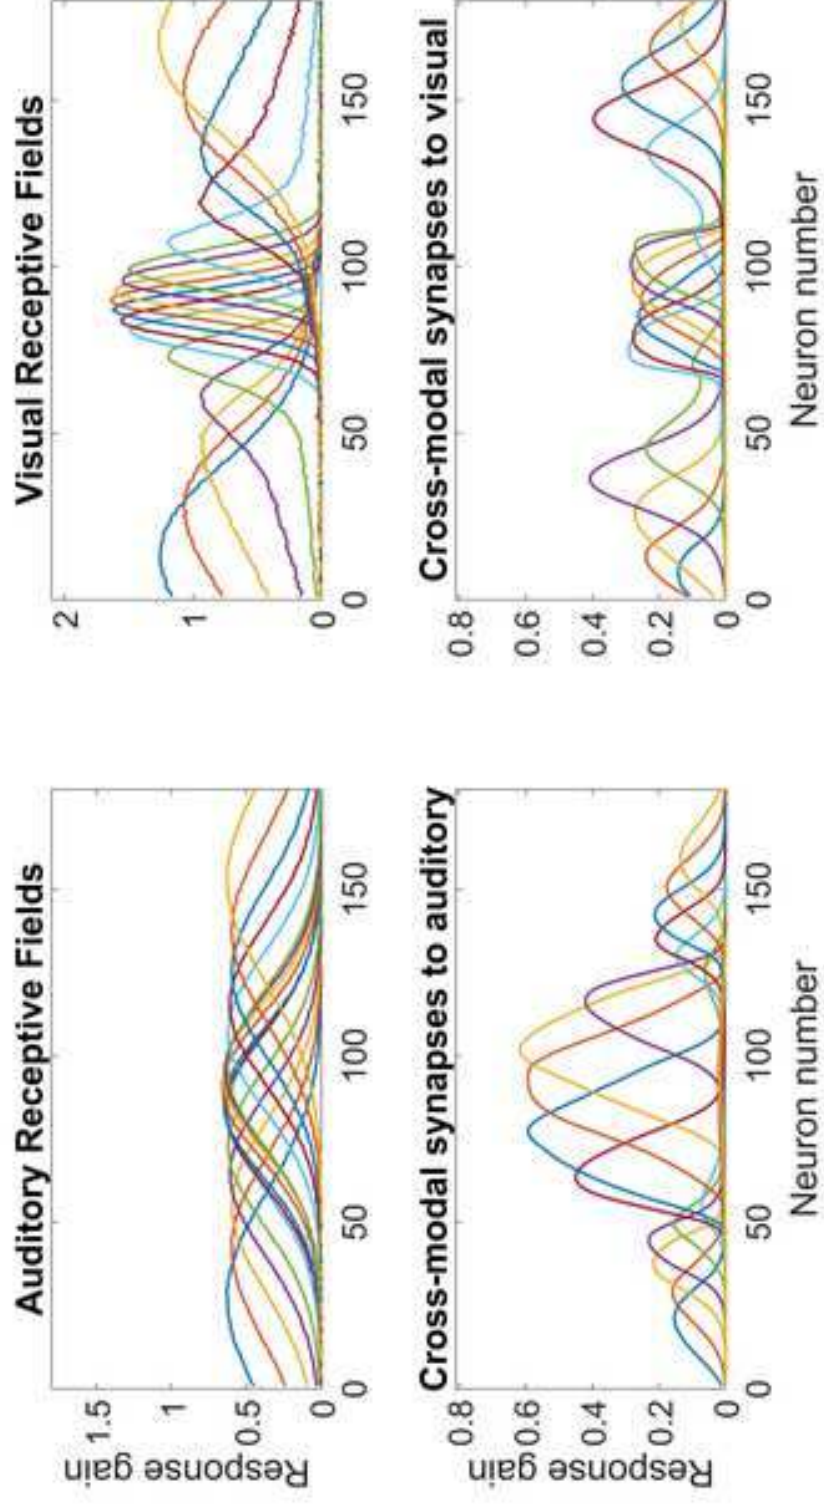 Auditory Receptive Fields
Response gain
1.5
1
0.5
0
0 50 100 150
Visual Receptive Fields
2
1
0
0 50 100 150
Cross-modal synapses to auditory
Response gain
0.8
0.6
0.4
0.2
0
0 50 100 150
Neuron number
Cross-modal synapses to visual
0.8
0.6
0.4
0.2
0
0 50 100 150
Neuron number